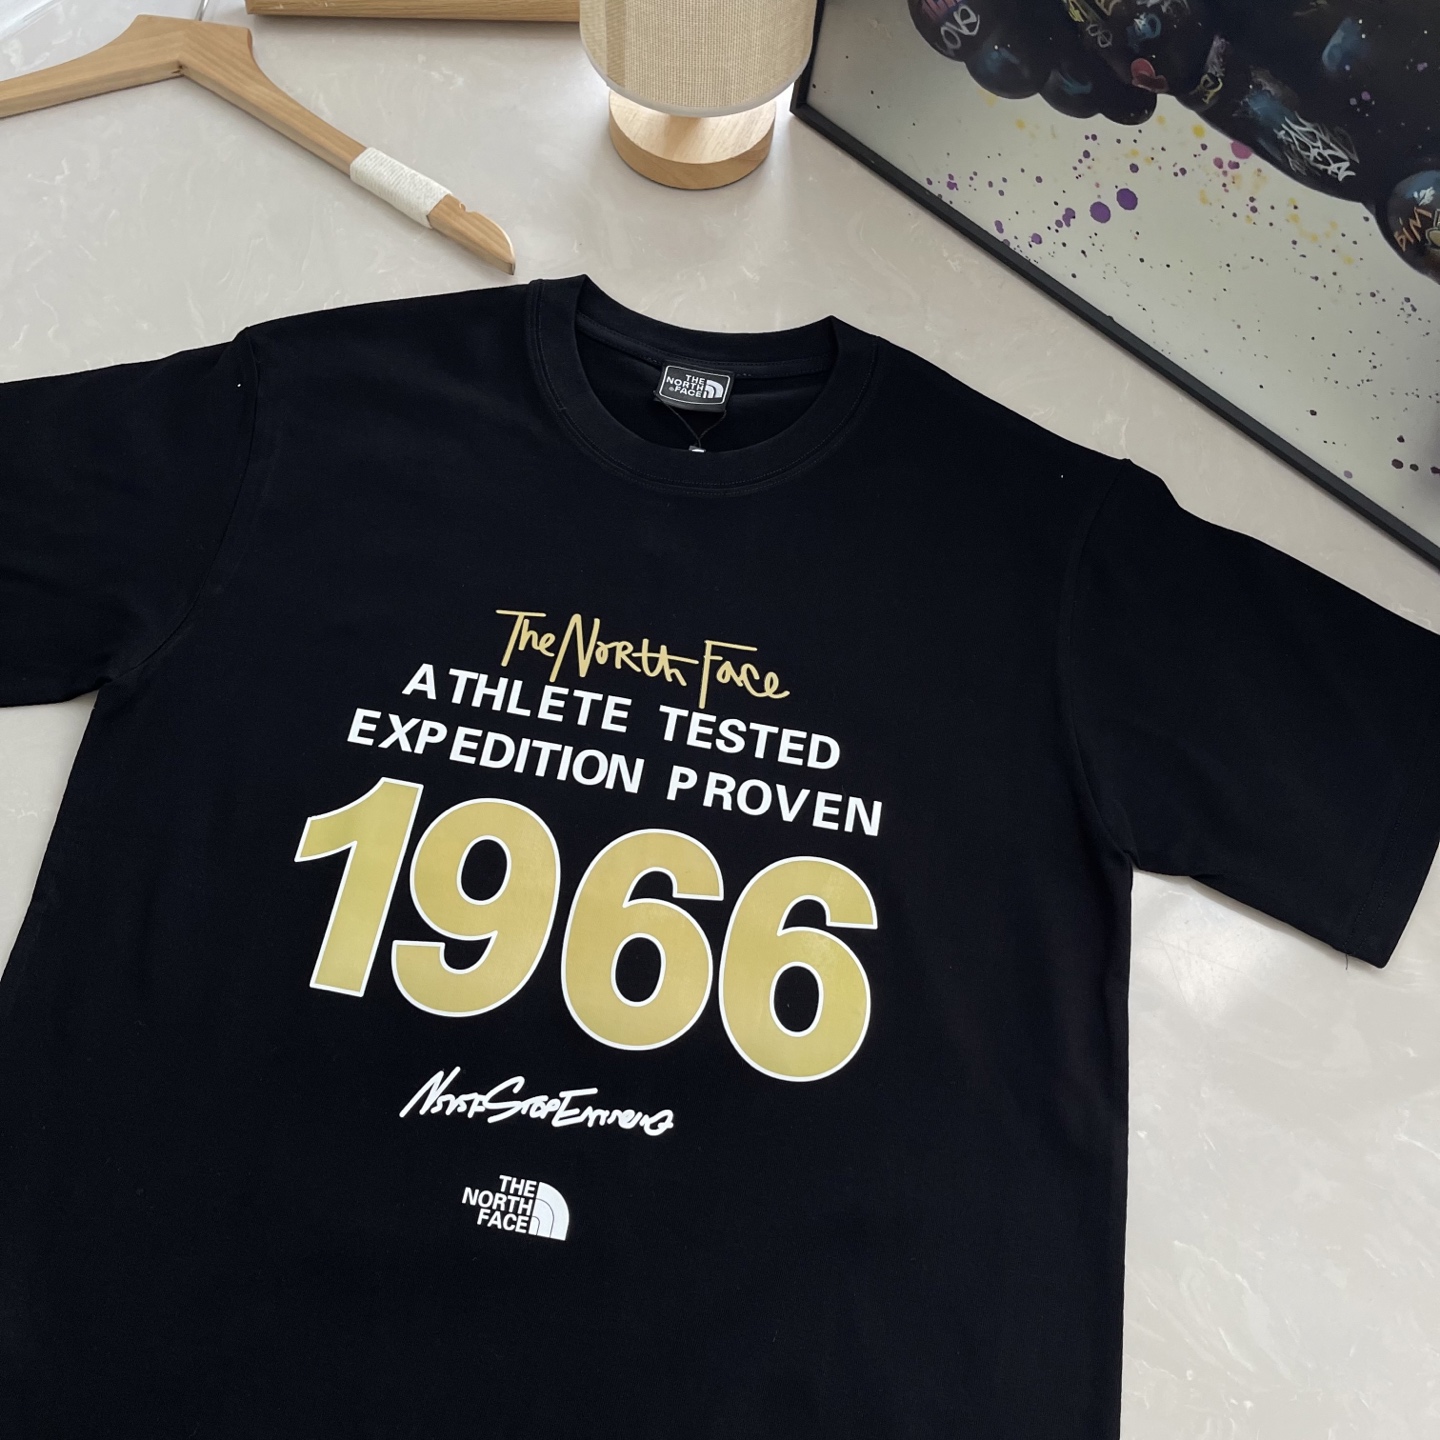 THE
NORTH
FACE
The North Face
ATHLETE TESTED
EXPEDITION PROVEN
1966
THE
NORTH
FACE